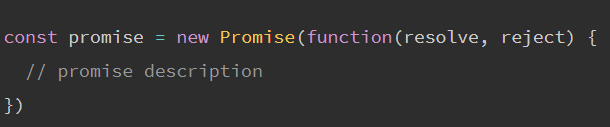 const promise = new Promise(function(resolve, reject) {
  // promise description
})